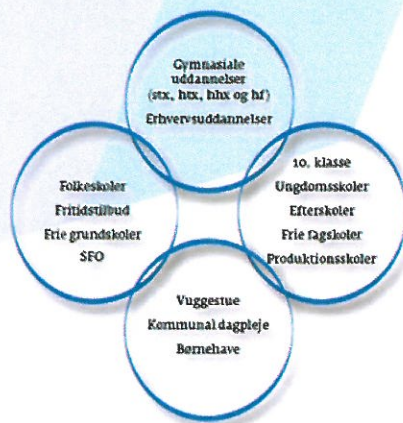 Gymnasiale
uddannelser
(stx, htx, hhx og hf)
Erhvervsuddannelser
Folkeskoler
Fritidstilbud
Frie grundskoler
SFO
10. klasse
Ungdomsskoler
Efterskoler
Frie fagskoler
Produktionsskoler
Vuggestue
Kommunal dagpleje
Børnehave